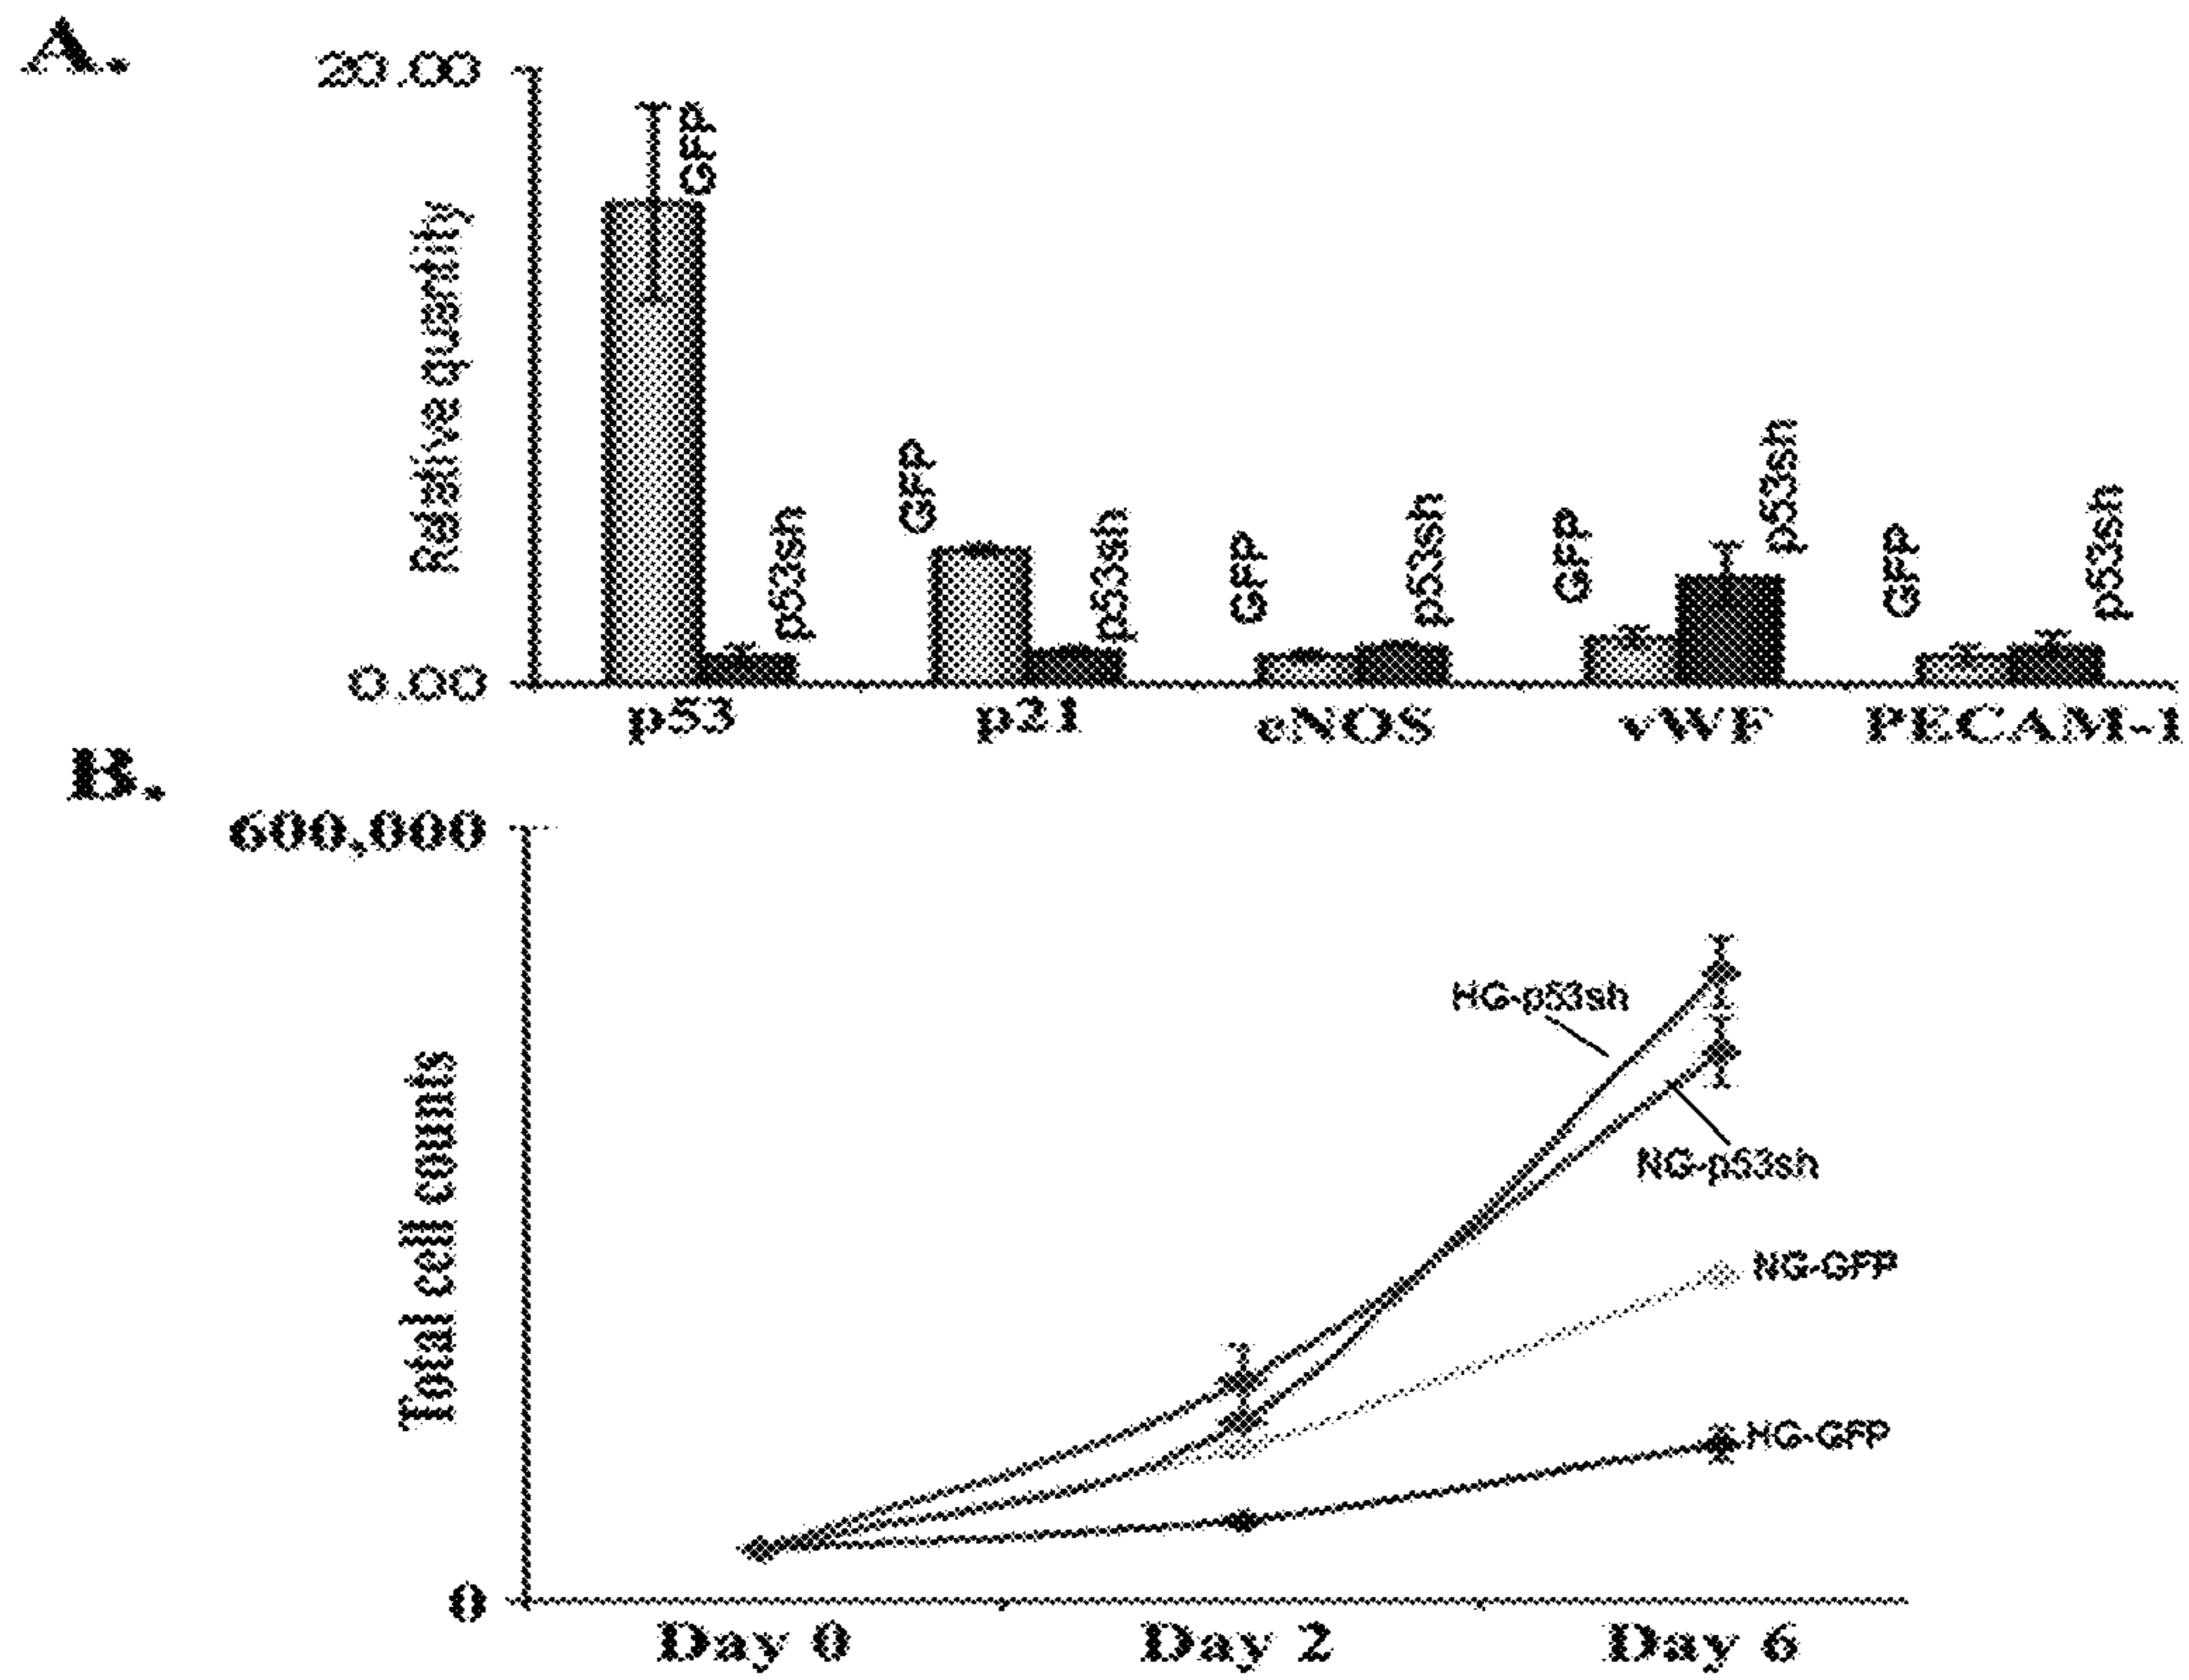 A.
20.00
Relative quantity
0.00
GFP
p53sh
GFP
p53sh
GFP
p53sh
GFP
p53sh
GFP
p53sh
p53 p21 eNOS vWF PECAM-1
B.
600,000
Total cell counts
0
HG-p53sh
NG-p53sh
NG-GFP
HG-GFP
Day 0 Day 2 Day 6